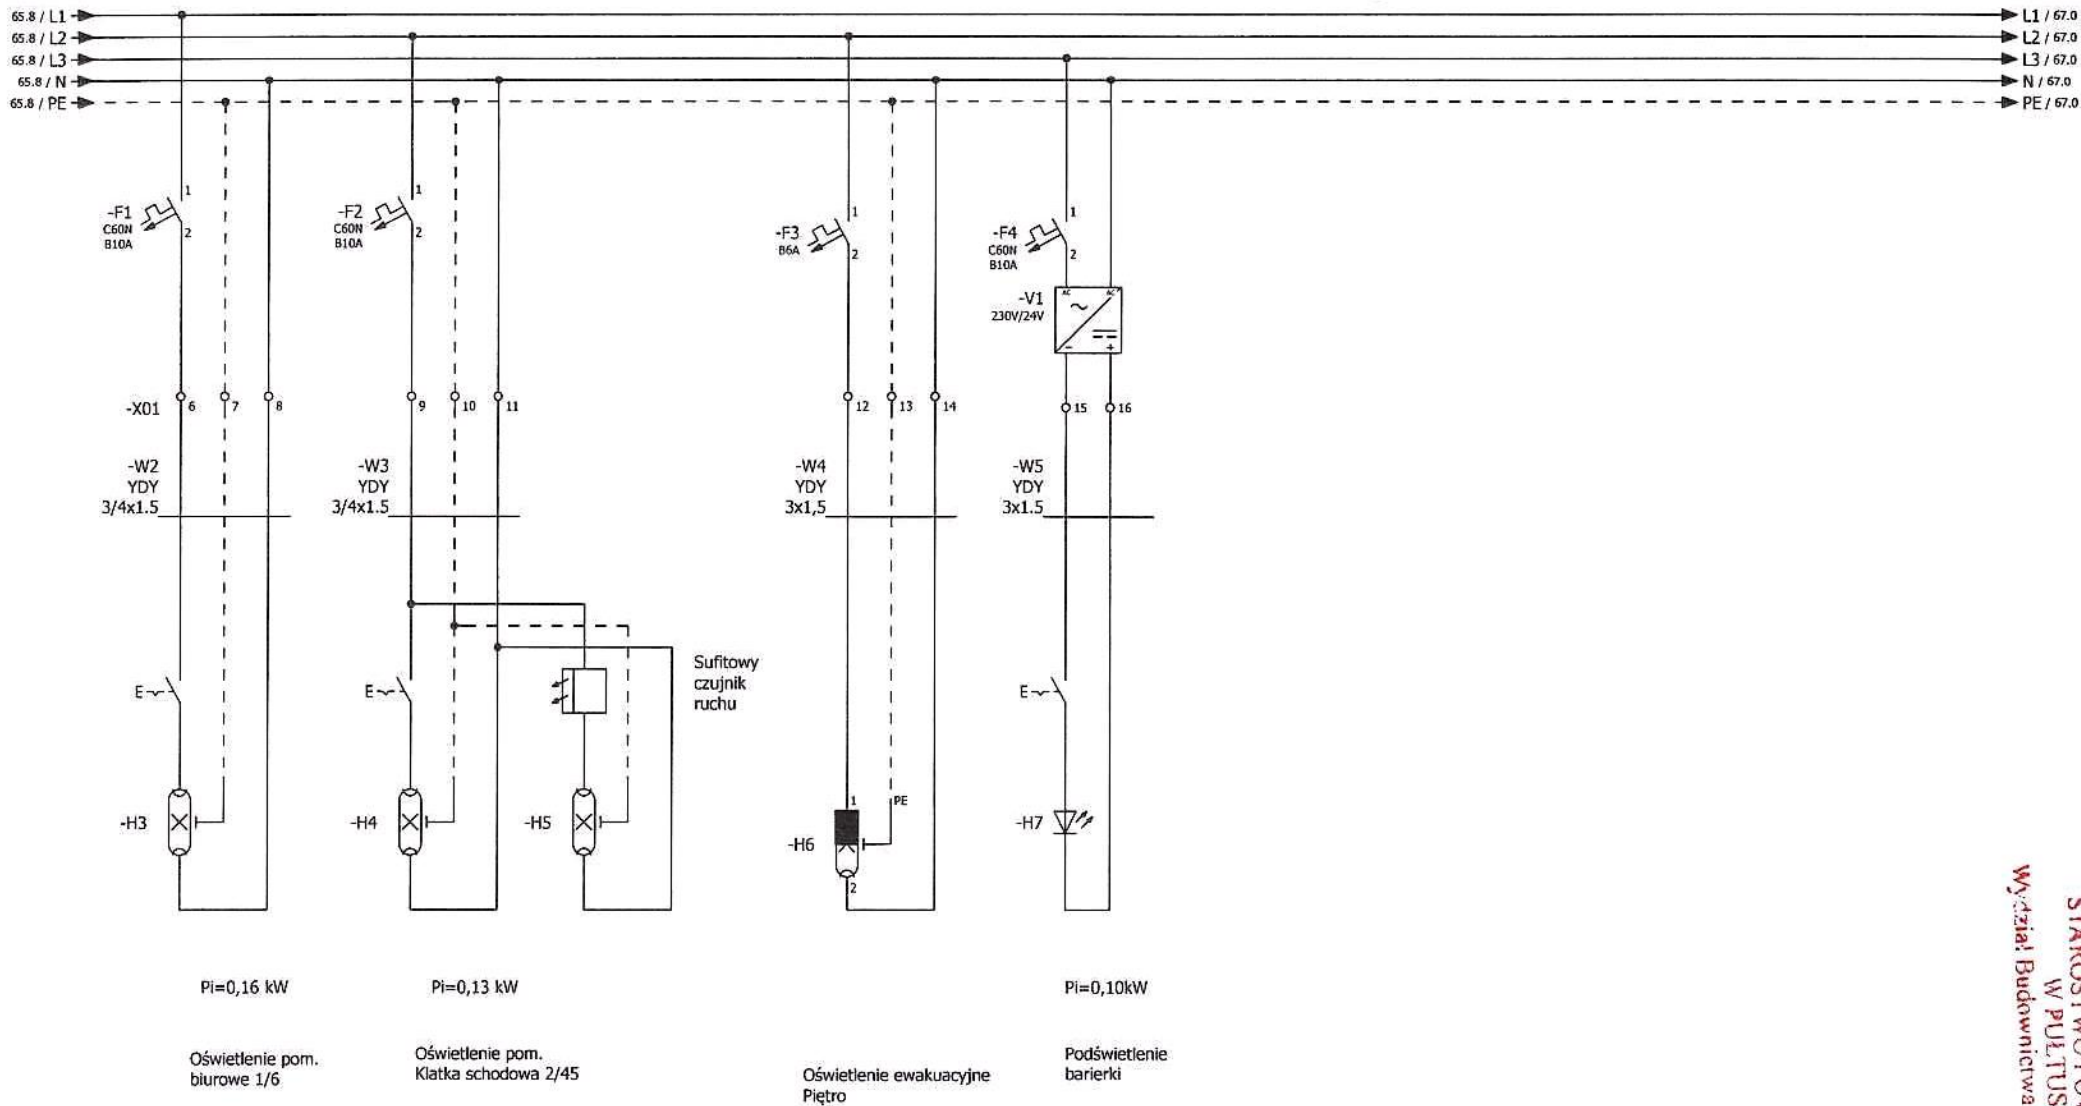 65.8 / L1
L1 / 67.0
65.8 / L2
L2 / 67.0
65.8 / L3
L3 / 67.0
65.8 / N
N / 67.0
65.8 / PE
PE / 67.0
-F1
C60N
B10A
1
2
-F2
C60N
B10A
1
2
-F3
B6A
1
2
-F4
C60N
B10A
1
2
-V1
230V/24V
AC AC
- +
-X01
6 7 8 9 10 11 12 13 14 15 16
-W2
YDY
3/4x1.5
-W3
YDY
3/4x1.5
-W4
YDY
3x1,5
-W5
YDY
3x1.5
Sufitowy
czujnik
ruchu
E
E
E
-H3
-H4
-H5
-H6
1
PE
2
-H7
Pi=0,16 kW
Pi=0,13 kW
Pi=0,10kW
Oświetlenie pom.
biurowe 1/6
Oświetlenie pom.
Klatka schodowa 2/45
Oświetlenie ewakuacyjne
Piętro
Podświetlenie
barierki
W PUŁTUS
Wydział Budownictwa